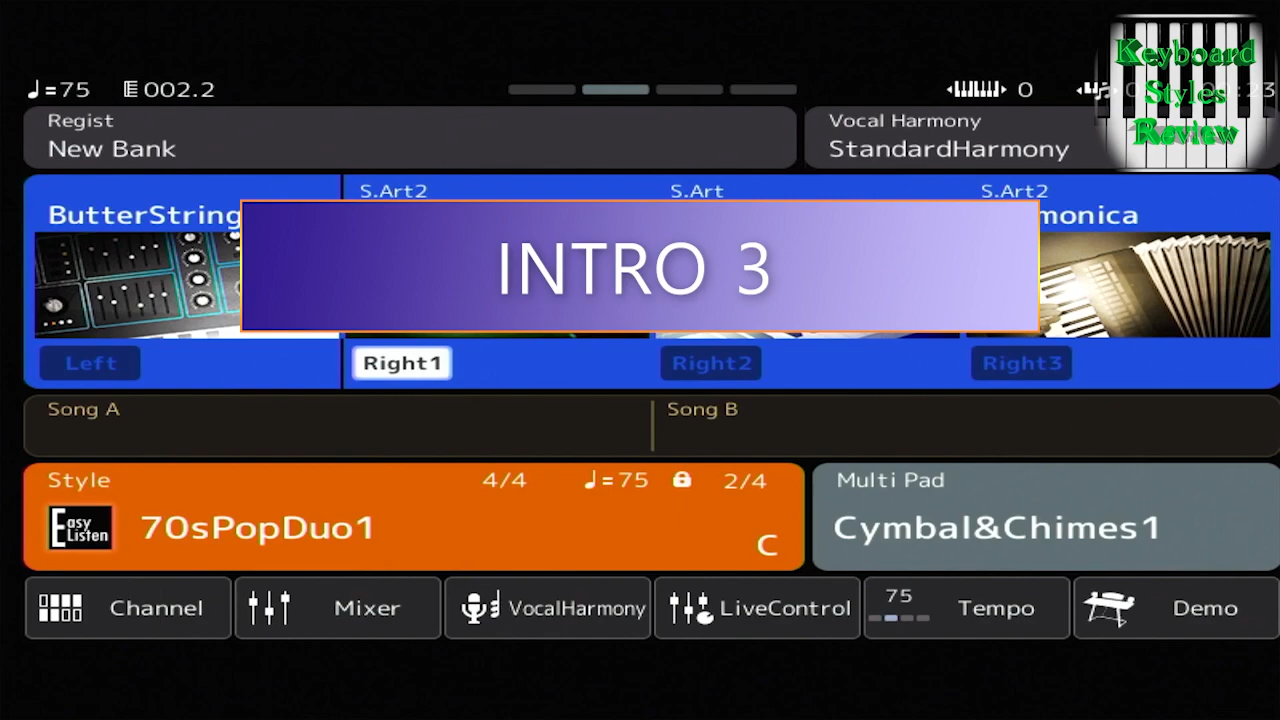 Keyboard
Styles
Review
♩=75 002.2
0
23
Regist
New Bank
Vocal Harmony
StandardHarmony
S.Art2
S.Art
S.Art2
ButterString
monica
INTRO 3
Left
Right1
Right2
Right3
Song A
Song B
Style
4/4
♩=75
2/4
Easy
Listen
70sPopDuo1
C
Multi Pad
Cymbal&Chimes1
Channel
Mixer
VocalHarmony
LiveControl
75
Tempo
Demo